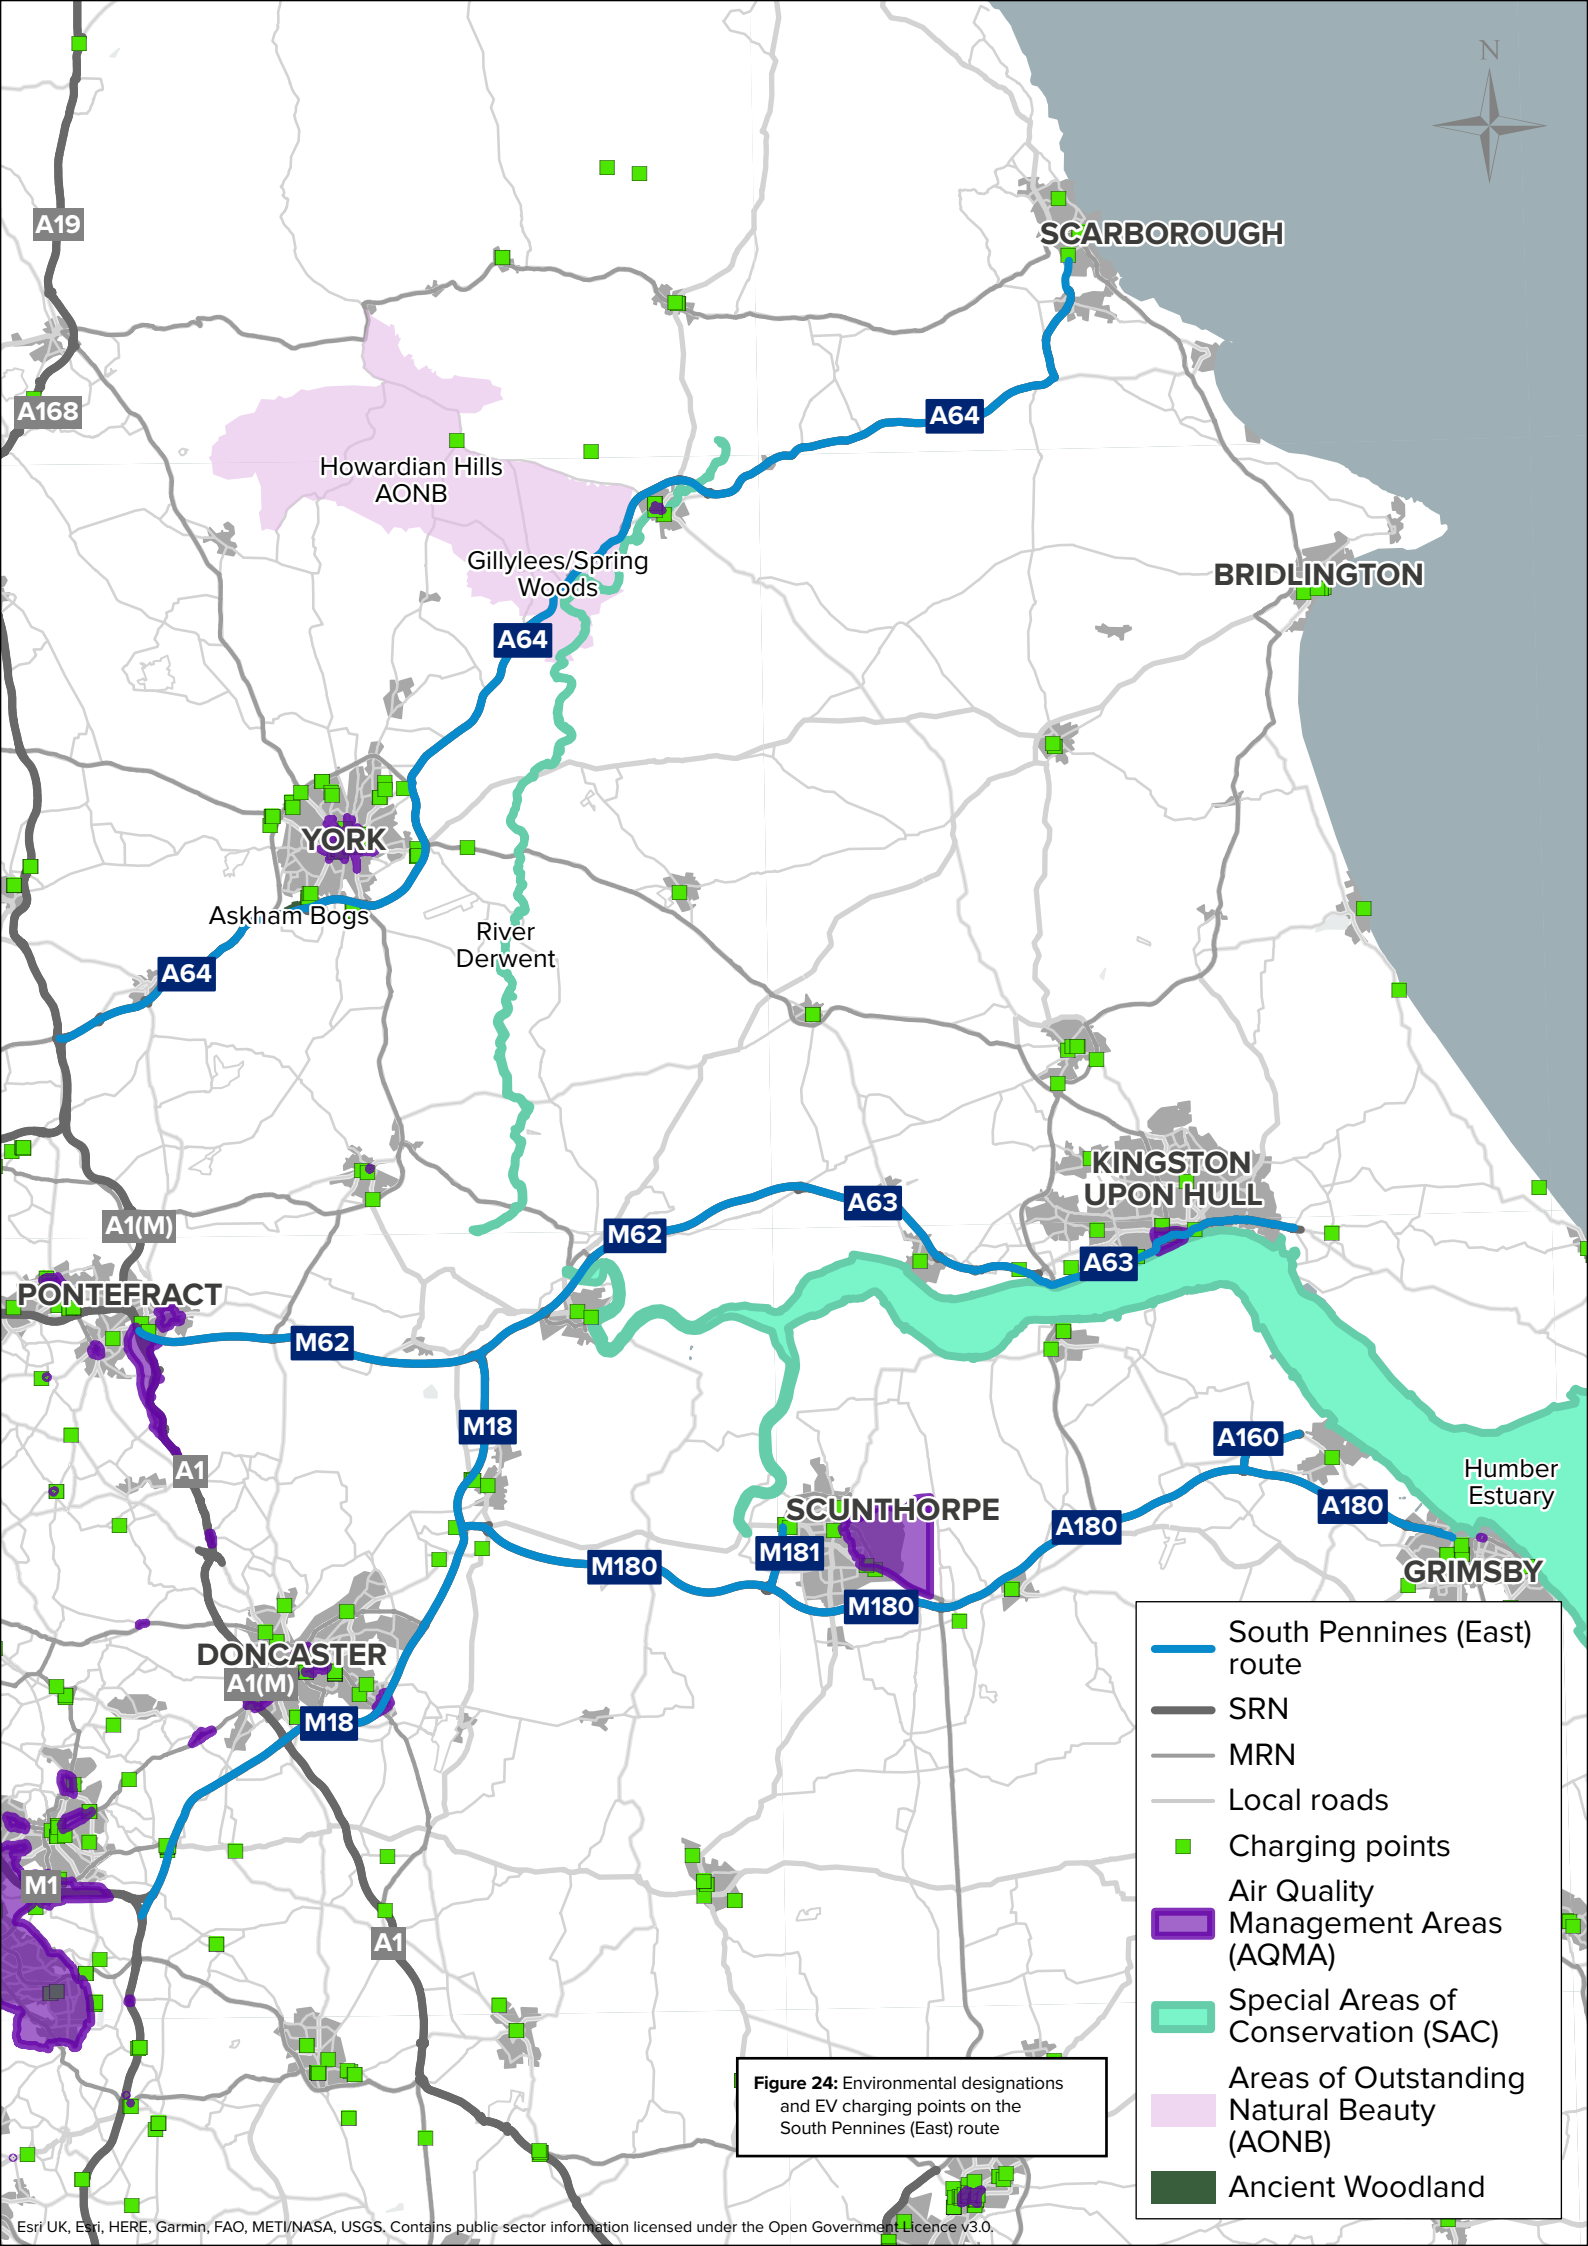 N
A19
SCARBOROUGH
A168
A64
Howardian Hills
AONB
Gillylees/Spring
Woods
BRIDLINGTON
A64
YORK
Askham Bogs
River
Derwent
A64
KINGSTON
UPON HULL
A63
A1(M)
M62
A63
PONTEFRACT
M62
M18
A160
A1
Humber
Estuary
SCUNTHORPE
A180
A180
M181
M180
GRIMSBY
M180
DONCASTER
A1(M)
M18
M1
A1
South Pennines (East)
route
SRN
MRN
Local roads
Charging points
Air Quality
Management Areas
(AQMA)
Special Areas of
Conservation (SAC)
Areas of Outstanding
Natural Beauty
(AONB)
Ancient Woodland
Figure 24: Environmental designations
and EV charging points on the
South Pennines (East) route
Esri UK, Esri, HERE, Garmin, FAO, METI/NASA, USGS. Contains public sector information licensed under the Open Government Licence v3.0.